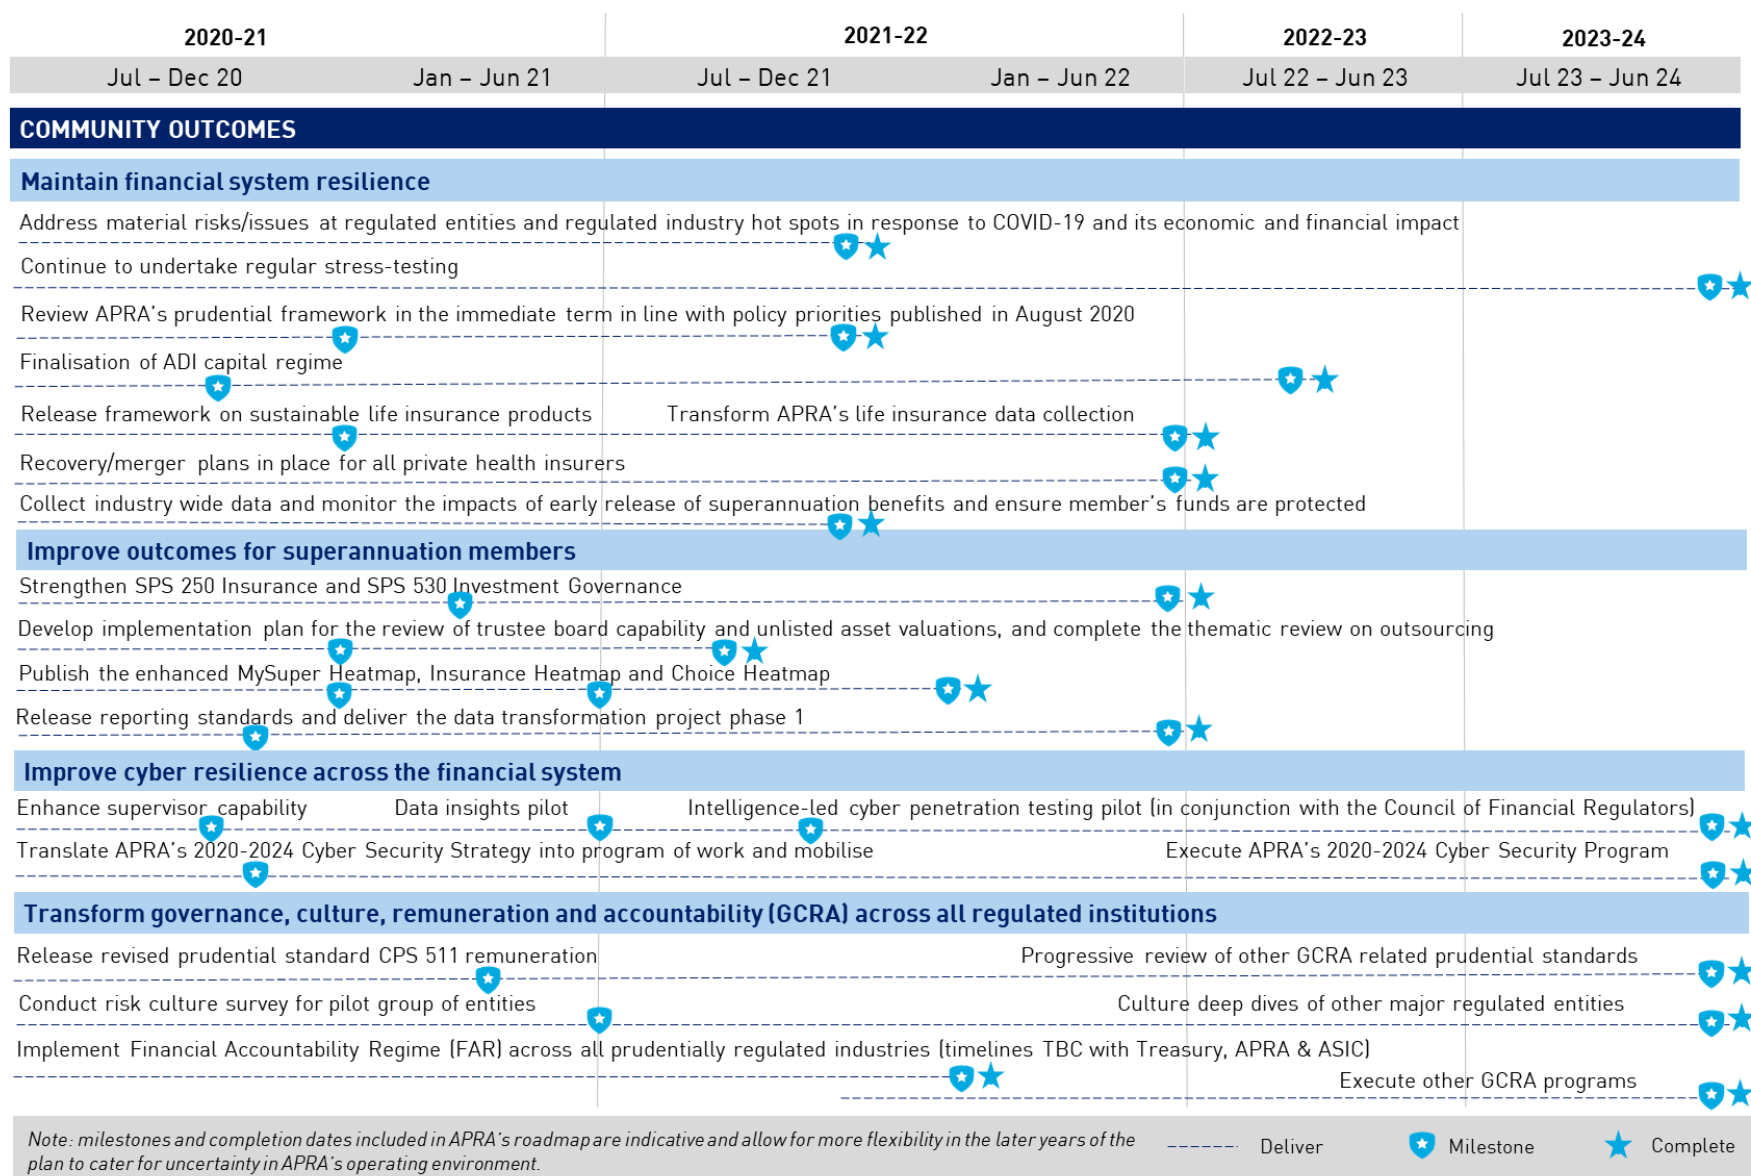 2020-21 2021-22 2022-23 2023-24
Jul – Dec 20 Jan – Jun 21 Jul – Dec 21 Jan – Jun 22 Jul 22 – Jun 23 Jul 23 – Jun 24
COMMUNITY OUTCOMES
Maintain financial system resilience
Address material risks/issues at regulated entities and regulated industry hot spots in response to COVID-19 and its economic and financial impact
Continue to undertake regular stress-testing
Review APRA's prudential framework in the immediate term in line with policy priorities published in August 2020
Finalisation of ADI capital regime
Release framework on sustainable life insurance products Transform APRA's life insurance data collection
Recovery/merger plans in place for all private health insurers
Collect industry wide data and monitor the impacts of early release of superannuation benefits and ensure member's funds are protected
Improve outcomes for superannuation members
Strengthen SPS 250 Insurance and SPS 530 Investment Governance
Develop implementation plan for the review of trustee board capability and unlisted asset valuations, and complete the thematic review on outsourcing
Publish the enhanced MySuper Heatmap, Insurance Heatmap and Choice Heatmap
Release reporting standards and deliver the data transformation project phase 1
Improve cyber resilience across the financial system
Enhance supervisor capability Data insights pilot Intelligence-led cyber penetration testing pilot (in conjunction with the Council of Financial Regulators)
Translate APRA's 2020-2024 Cyber Security Strategy into program of work and mobilise Execute APRA's 2020-2024 Cyber Security Program
Transform governance, culture, remuneration and accountability (GCRA) across all regulated institutions
Release revised prudential standard CPS 511 remuneration Progressive review of other GCRA related prudential standards
Conduct risk culture survey for pilot group of entities Culture deep dives of other major regulated entities
Implement Financial Accountability Regime (FAR) across all prudentially regulated industries (timelines TBC with Treasury, APRA & ASIC)
Execute other GCRA programs
Note: milestones and completion dates included in APRA's roadmap are indicative and allow for more flexibility in the later years of the
plan to cater for uncertainty in APRA's operating environment.
Deliver Milestone Complete